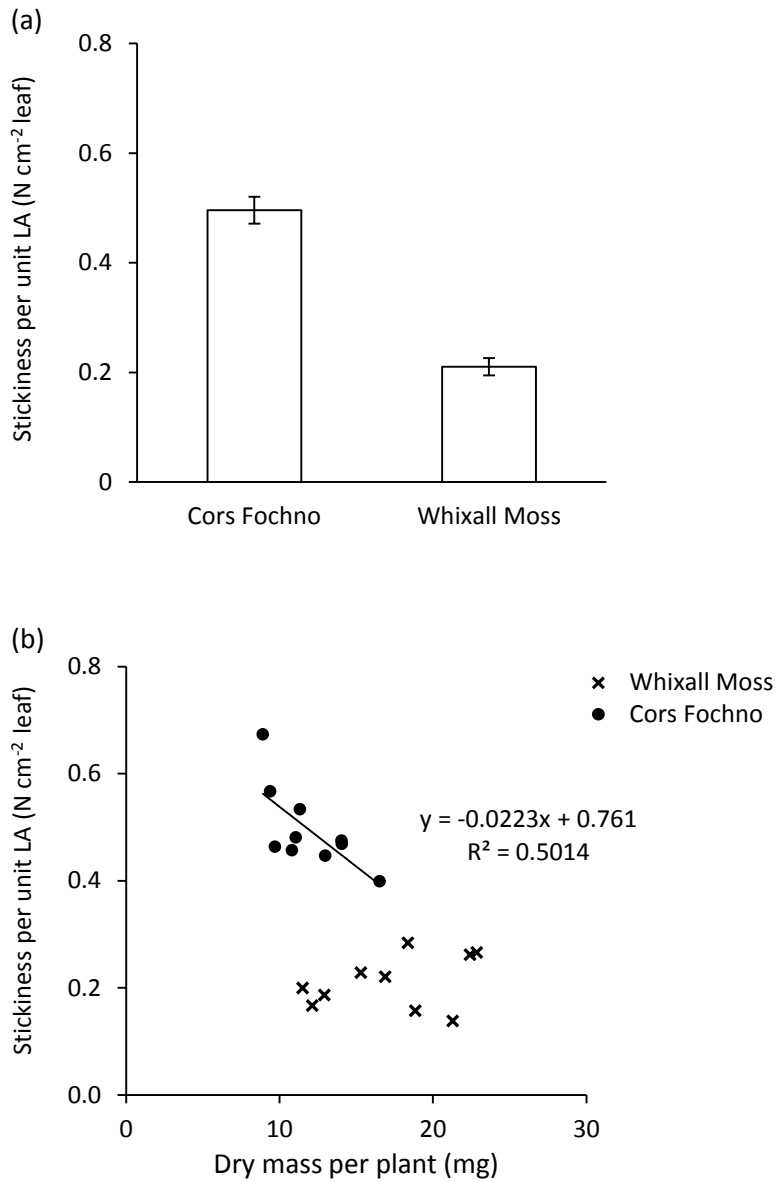 (a)
Stickiness per unit LA (N cm⁻² leaf)
0.8
0.6
0.4
0.2
0
Cors Fochno
Whixall Moss
(b)
Stickiness per unit LA (N cm⁻² leaf)
0.8
0.6
0.4
0.2
0.0
Whixall Moss
Cors Fochno
y = -0.0223x + 0.761
R² = 0.5014
0
10
20
30
Dry mass per plant (mg)